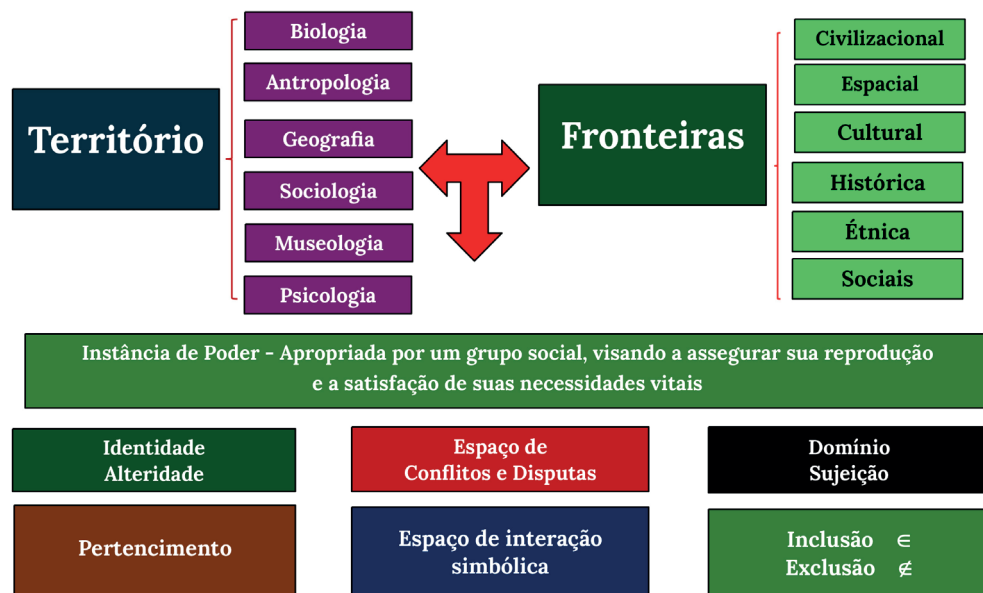 Território
Biologia
Antropologia
Geografia
Sociologia
Museologia
Psicologia
Fronteiras
Civilizacional
Espacial
Cultural
Histórica
Étnica
Sociais
Instância de Poder - Apropriada por um grupo social, visando a assegurar sua reprodução
e a satisfação de suas necessidades vitais
Identidade
Alteridade
Espaço de
Conflitos e Disputas
Domínio
Sujeição
Pertencimento
Espaço de interação
simbólica
Inclusão ∈
Exclusão ∉